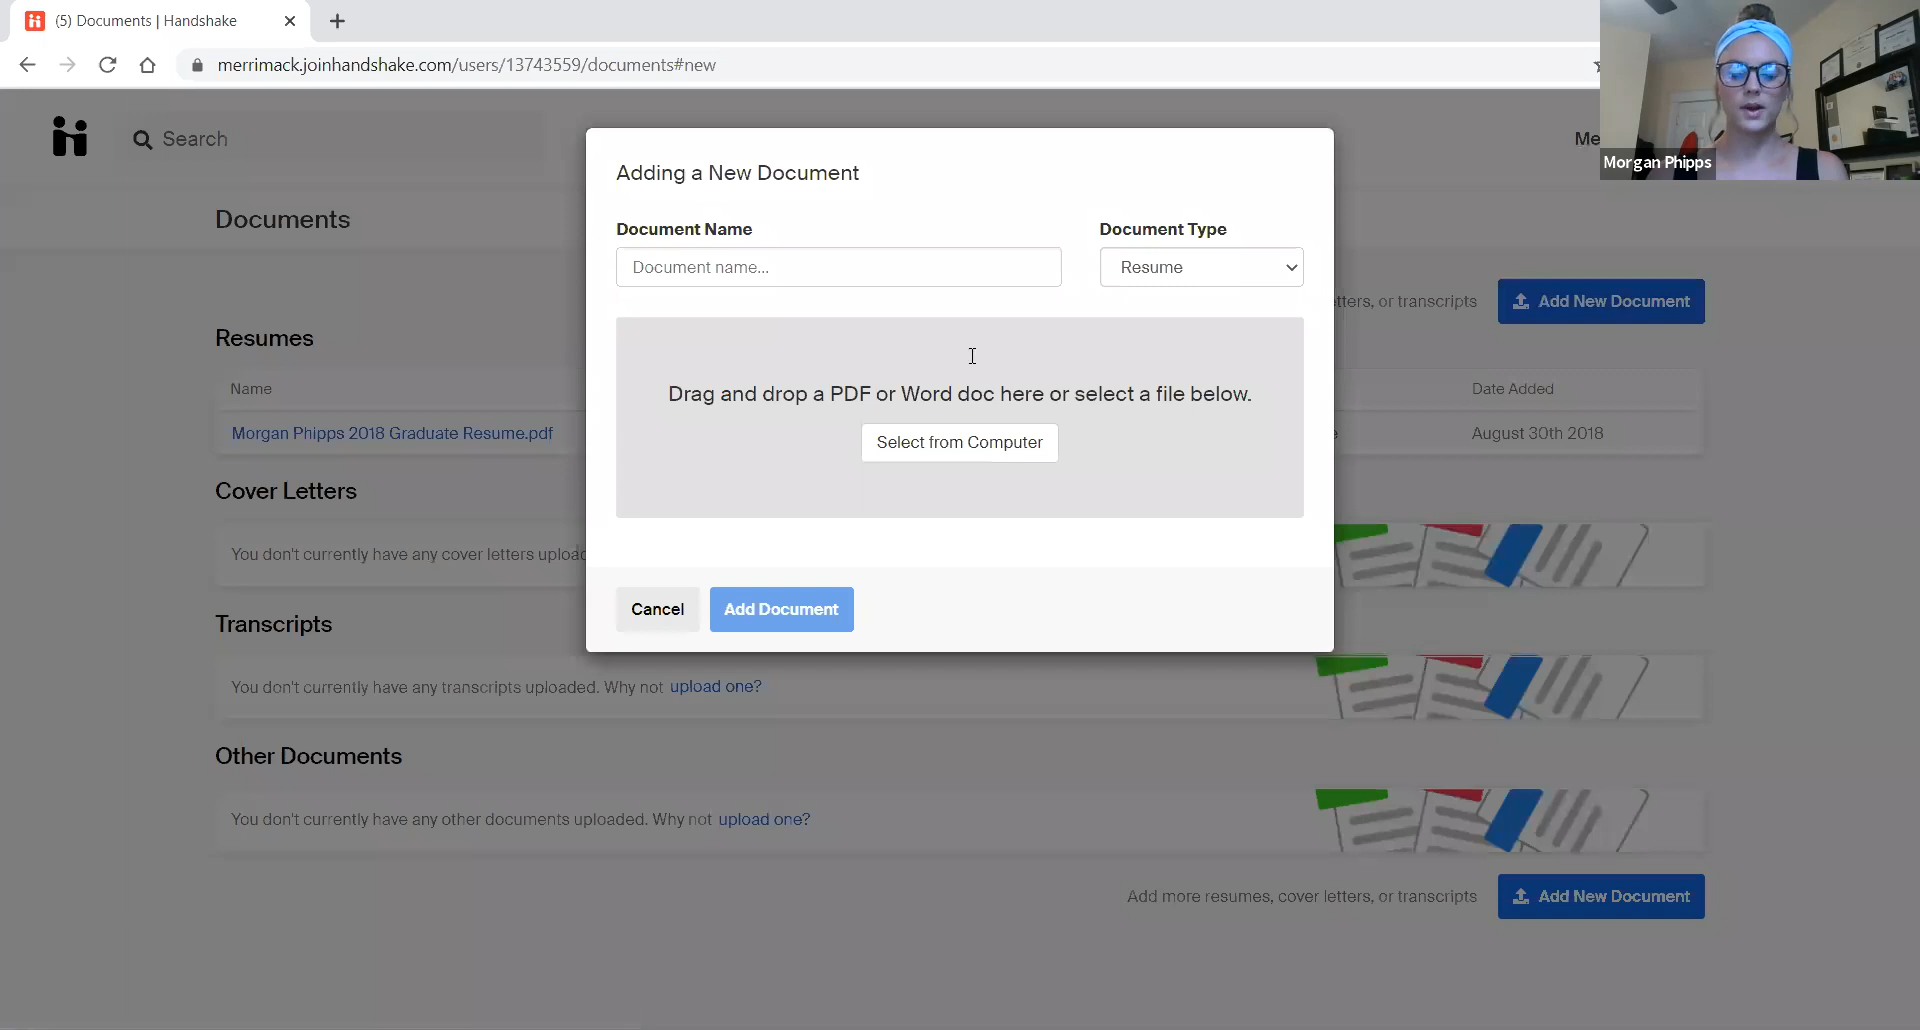 (5) Documents | Handshake
merrimack.joinhandshake.com/users/13743559/documents#new
Search
Me
Morgan Phipps
Documents
Adding a New Document
Document Name
Document Type
Document name...
Resume
tters, or transcripts
Add New Document
Drag and drop a PDF or Word doc here or select a file below.
Select from Computer
Cancel
Add Document
Resumes
Name
Date Added
Morgan Phipps 2018 Graduate Resume.pdf
e
August 30th 2018
Cover Letters
You don't currently have any cover letters uploa
Transcripts
You don't currently have any transcripts uploaded. Why not upload one?
Other Documents
You don't currently have any other documents uploaded. Why not upload one?
Add more resumes, cover letters, or transcripts
Add New Document